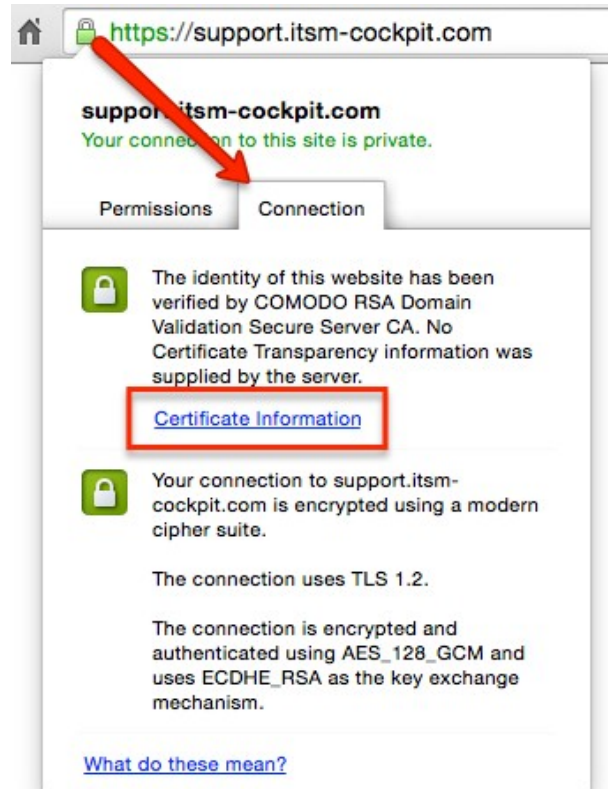 https://support.itsm-cockpit.com
support.itsm-cockpit.com
Your connection to this site is private.
Permissions Connection
The identity of this website has been
verified by COMODO RSA Domain
Validation Secure Server CA. No
Certificate Transparency information was
supplied by the server.
Certificate Information
Your connection to support.itsm-
cockpit.com is encrypted using a modern
cipher suite.
The connection uses TLS 1.2.
The connection is encrypted and
authenticated using AES_128_GCM and
uses ECDHE_RSA as the key exchange
mechanism.
What do these mean?